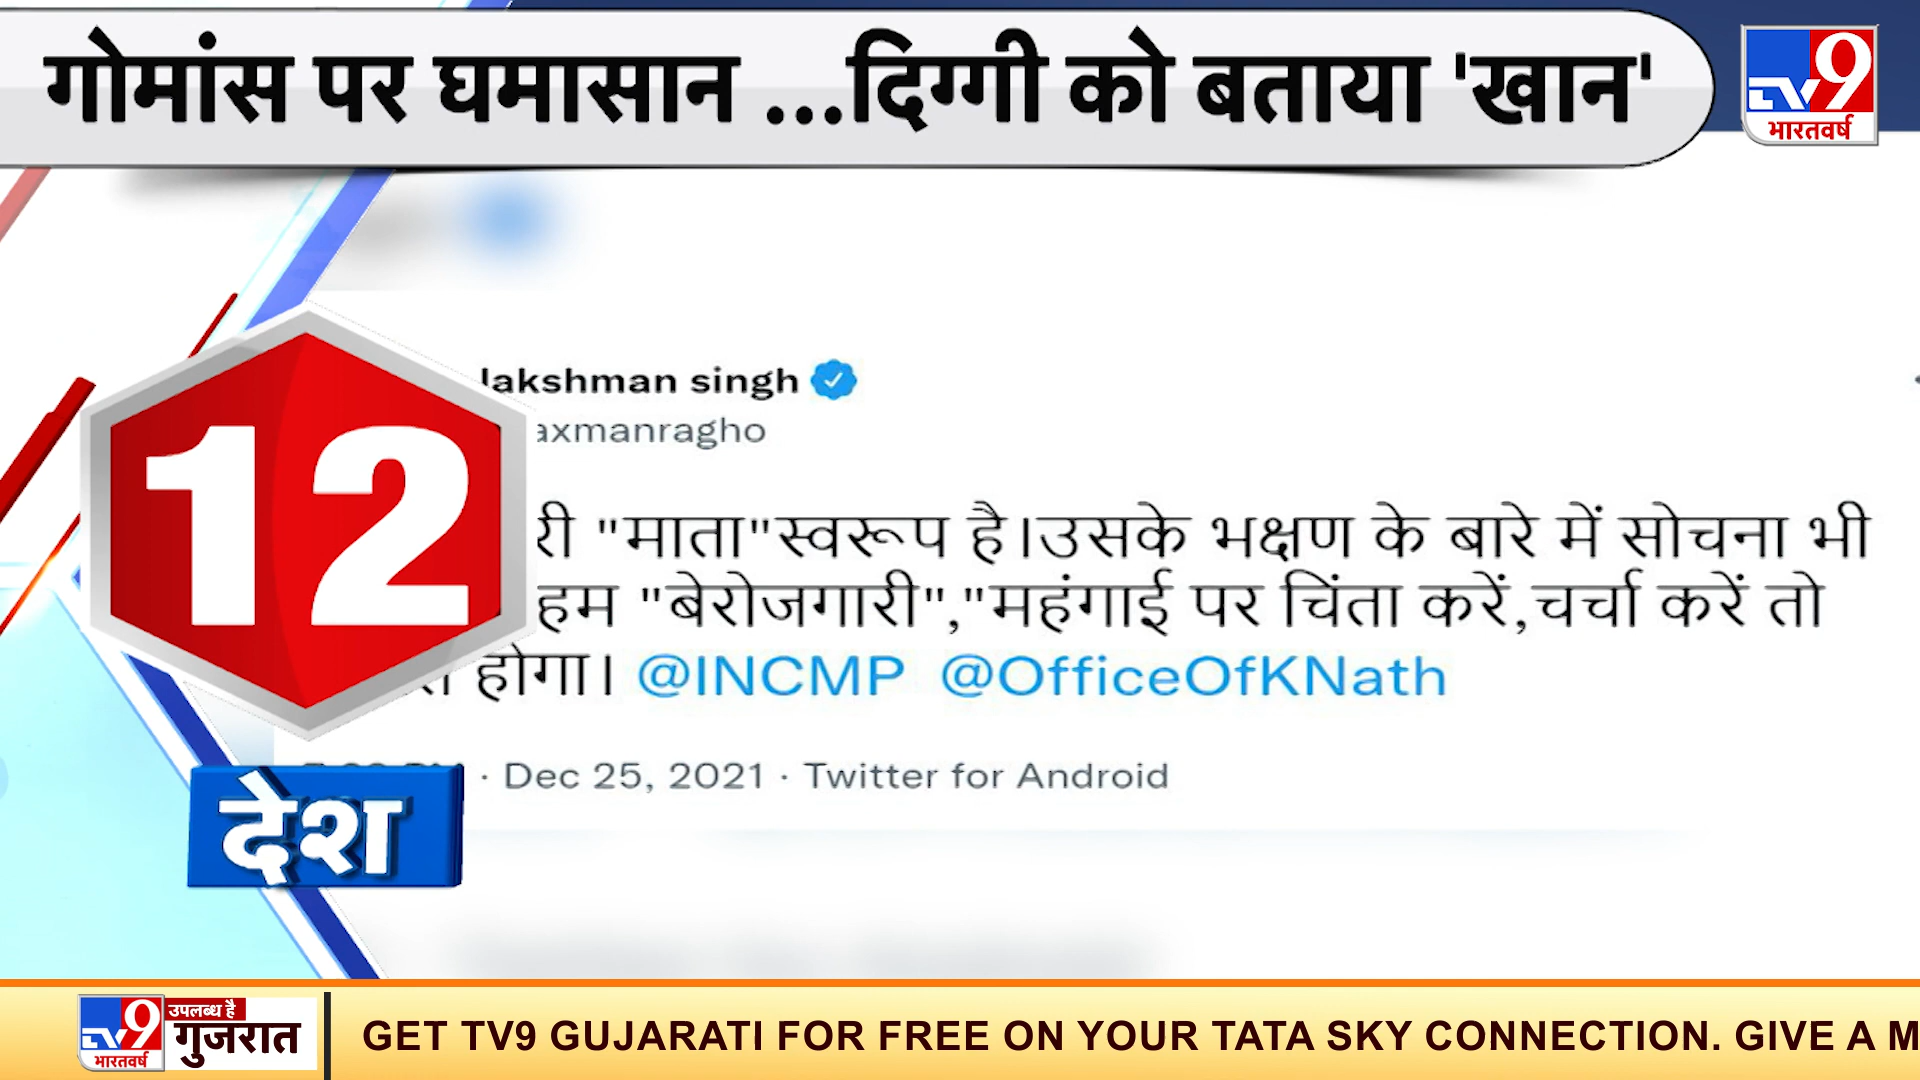 गोमांस पर घमासान ...दिग्गी को बताया 'खान'
TV9
भारतवर्ष
lakshman singh
axmanragho
12
री "माता"स्वरूप है।उसके भक्षण के बारे में सोचना भी
हम "बेरोजगारी","महंगाई पर चिंता करें,चर्चा करें तो
होगा। @INCMP @OfficeOfKNath
· Dec 25, 2021 · Twitter for Android
देश
TV9
भारतवर्ष
उपलब्ध है
गुजरात
GET TV9 GUJARATI FOR FREE ON YOUR TATA SKY CONNECTION. GIVE A M